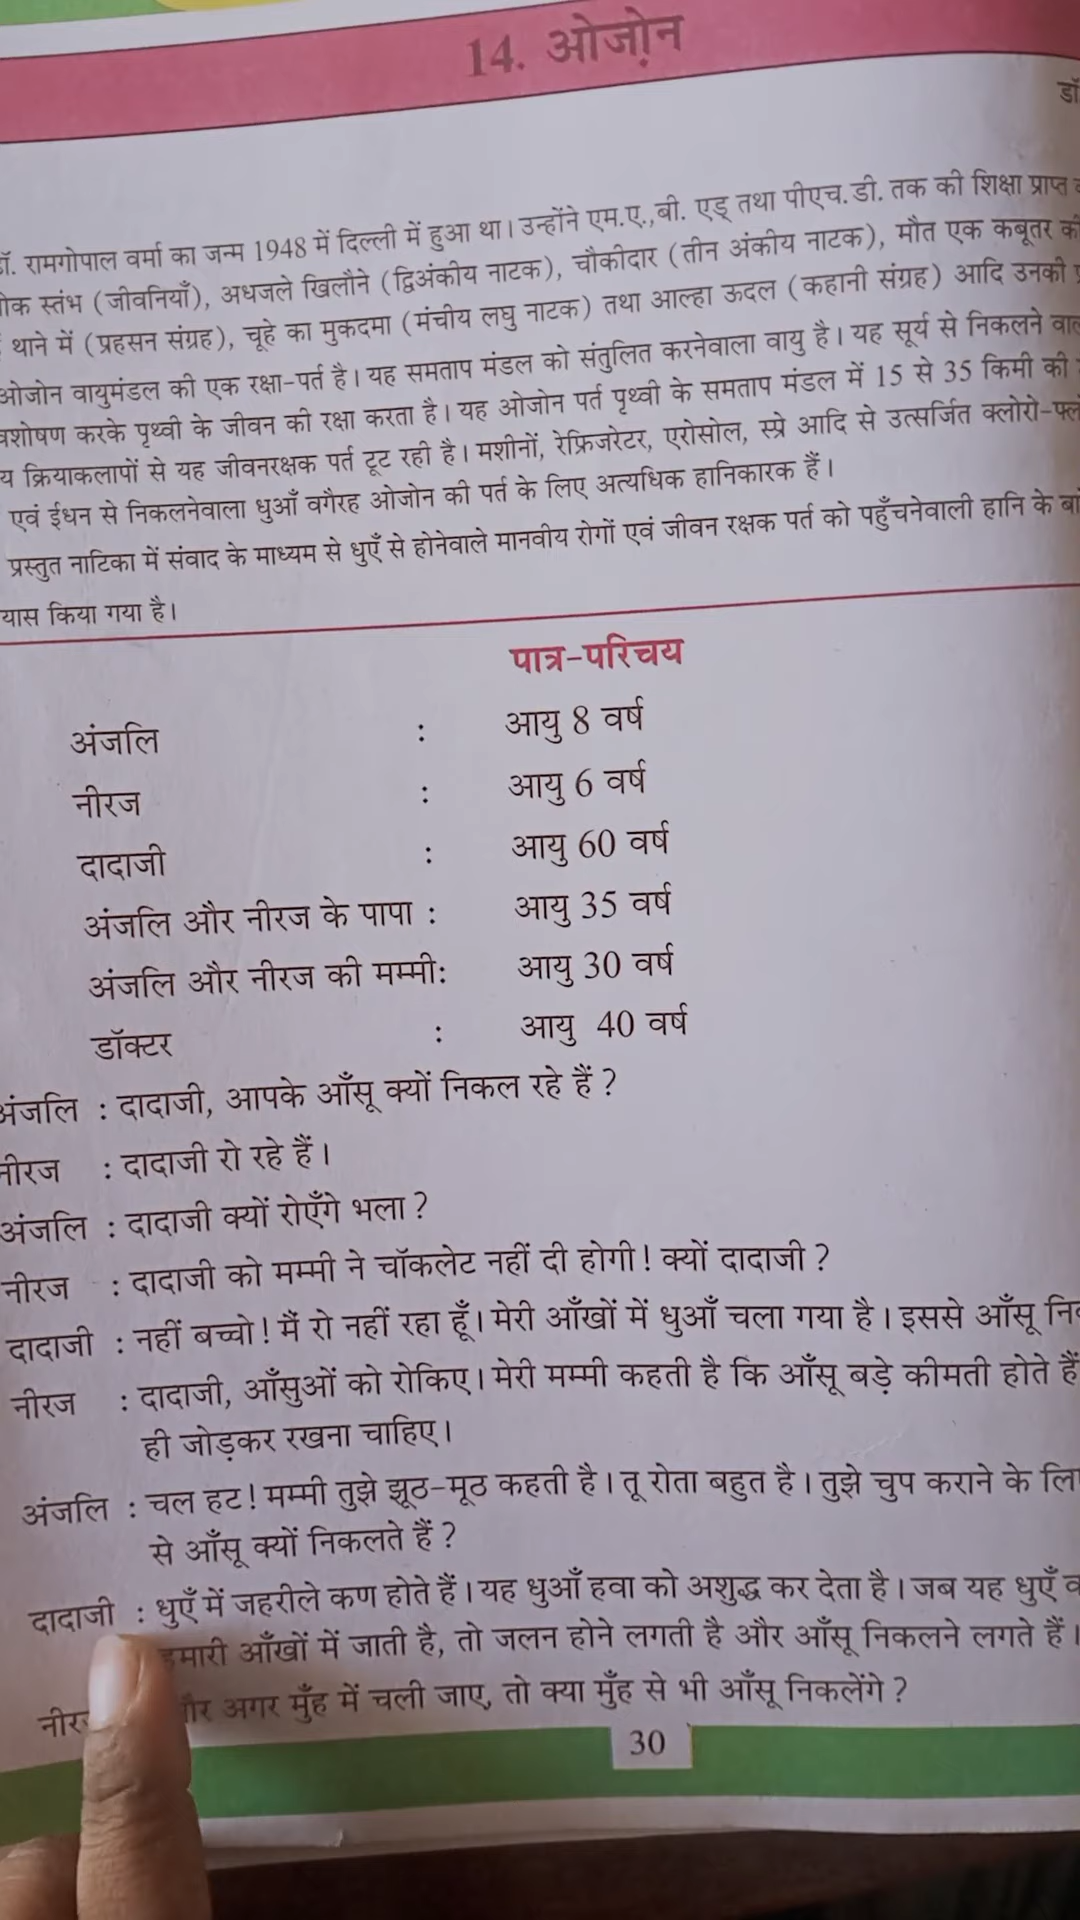 14. ओजो़न
डॉ
डॉ. रामगोपाल वर्मा का जन्म 1948 में दिल्ली में हुआ था। उन्होंने एम.ए.,बी. एड् तथा पीएच.डी. तक की शिक्षा प्राप्त
स्तंभ (जीवनियाँ), अधजले खिलौने (द्विअंकीय नाटक), चौकीदार (तीन अंकीय नाटक), मौत एक कबूतर की
थाने में (प्रहसन संग्रह), चूहे का मुकदमा (मंचीय लघु नाटक) तथा आल्हा ऊदल (कहानी संग्रह) आदि उनकी
ओजोन वायुमंडल की एक रक्षा-पर्त है। यह समताप मंडल को संतुलित करनेवाला वायु है। यह सूर्य से निकलने
करके पृथ्वी के जीवन की रक्षा करता है। यह ओजोन पर्त पृथ्वी के समताप मंडल में 15 से 35 किमी की
क्रियाकलापों से यह जीवनरक्षक पर्त टूट रही है। मशीनों, रेफ्रिजरेटर, एरोसोल, स्प्रे आदि से उत्सर्जित
एवं ईंधन से निकलनेवाला धुआँ वगैरह ओजोन की पर्त के लिए अत्यधिक हानिकारक हैं।
प्रस्तुत नाटिका में संवाद के माध्यम से धुएँ से होनेवाले मानवीय रोगों एवं जीवन रक्षक पर्त को पहुँचनेवाली हानि के
किया गया है।
पात्र-परिचय
अंजलि : आयु 8 वर्ष
नीरज : आयु 6 वर्ष
दादाजी : आयु 60 वर्ष
अंजलि और नीरज के पापा : आयु 35 वर्ष
अंजलि और नीरज की मम्मी: आयु 30 वर्ष
डॉक्टर : आयु 40 वर्ष
अंजलि : दादाजी, आपके आँसू क्यों निकल रहे हैं ?
नीरज : दादाजी रो रहे हैं।
अंजलि : दादाजी क्यों रोएँगे भला ?
नीरज : दादाजी को मम्मी ने चॉकलेट नहीं दी होगी ! क्यों दादाजी ?
दादाजी : नहीं बच्चो ! मैं रो नहीं रहा हूँ। मेरी आँखों में धुआँ चला गया है। इससे आँसू
नीरज : दादाजी, आँसुओं को रोकिए। मेरी मम्मी कहती है कि आँसू बड़े कीमती होते हैं
ही जोड़कर रखना चाहिए।
अंजलि : चल हट ! मम्मी तुझे झूठ-मूठ कहती है। तू रोता बहुत है। तुझे चुप कराने के
से आँसू क्यों निकलते हैं ?
दादाजी : धुएँ में जहरीले कण होते हैं। यह धुआँ हवा को अशुद्ध कर देता है। जब यह धुएँ
हमारी आँखों में जाती है, तो जलन होने लगती है और आँसू निकलने लगते हैं।
अगर मुँह में चली जाए, तो क्या मुँह से भी आँसू निकलेंगे ?
30